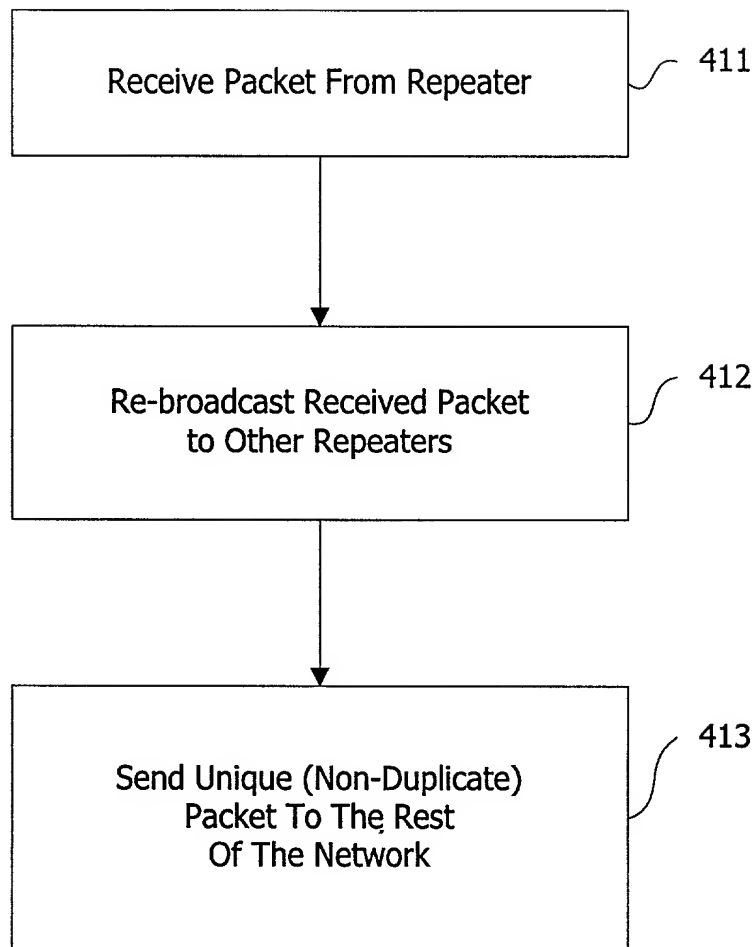 Receive Packet From Repeater
411
Re-broadcast Received Packet
to Other Repeaters
412
Send Unique (Non-Duplicate)
Packet To The Rest
Of The Network
413